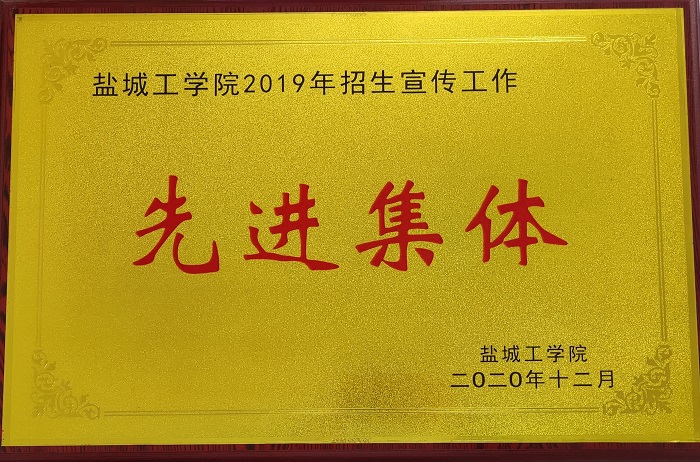 盐城工学院2019年招生宣传工作
先进集体
盐城工学院
二〇二〇年十二月